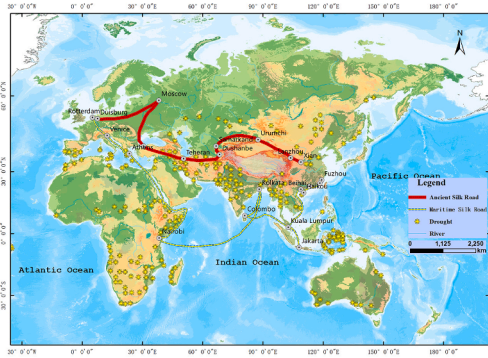 30° 0'0"W 0° 0'0" 30° 0'0"E 60° 0'0"E 90° 0'0"E 120° 0'0"E 150° 0'0"E 180° 0'0"
N
Moscow
Rotterdam
Duisburg
Venice
Urumchi
Dushanbe
Athens
Teheran
Lanzhou
Xian
Fuzhou
Pacific Ocean
Kolkata
Beihai
Haikou
Legend
Ancient Silk Road
Maritime Silk Road
Drought
River
Colombo
Kuala Lumpur
Nairobi
Jakarta
0 1,125 2,250
km
Indian Ocean
Atlantic Ocean
30° 0'0"W 0° 0'0" 30° 0'0"E 60° 0'0"E 90° 0'0"E 120° 0'0"E 150° 0'0"E 180° 0'0"